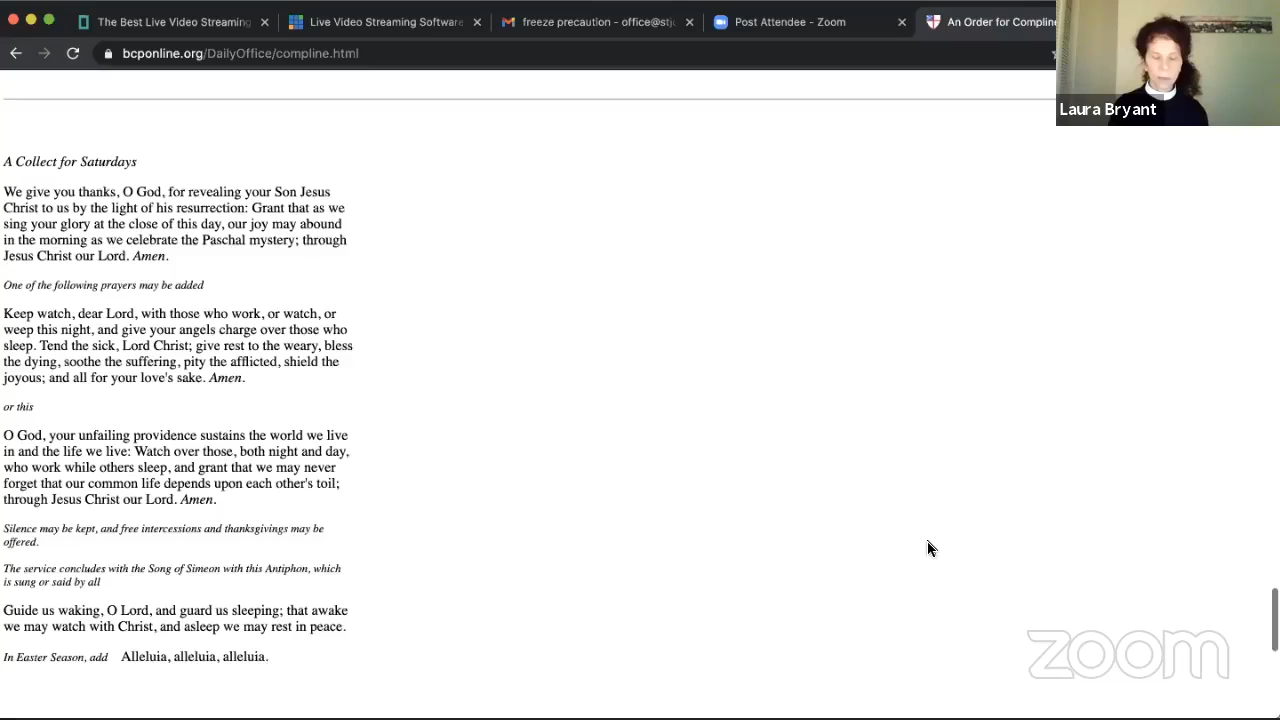 The Best Live Video Streaming
Live Video Streaming Software
freeze precaution - office@stj
Post Attendee - Zoom
An Order for Compline
bcponline.org/DailyOffice/compline.html
Laura Bryant
A Collect for Saturdays
We give you thanks, O God, for revealing your Son Jesus
Christ to us by the light of his resurrection: Grant that as we
sing your glory at the close of this day, our joy may abound
in the morning as we celebrate the Paschal mystery; through
Jesus Christ our Lord. Amen.
One of the following prayers may be added
Keep watch, dear Lord, with those who work, or watch, or
weep this night, and give your angels charge over those who
sleep. Tend the sick, Lord Christ; give rest to the weary, bless
the dying, soothe the suffering, pity the afflicted, shield the
joyous; and all for your love's sake. Amen.
or this
O God, your unfailing providence sustains the world we live
in and the life we live: Watch over those, both night and day,
who work while others sleep, and grant that we may never
forget that our common life depends upon each other's toil;
through Jesus Christ our Lord. Amen.
Silence may be kept, and free intercessions and thanksgivings may be
offered.
The service concludes with the Song of Simeon with this Antiphon, which
is sung or said by all
Guide us waking, O Lord, and guard us sleeping; that awake
we may watch with Christ, and asleep we may rest in peace.
In Easter Season, add Alleluia, alleluia, alleluia.
zoom